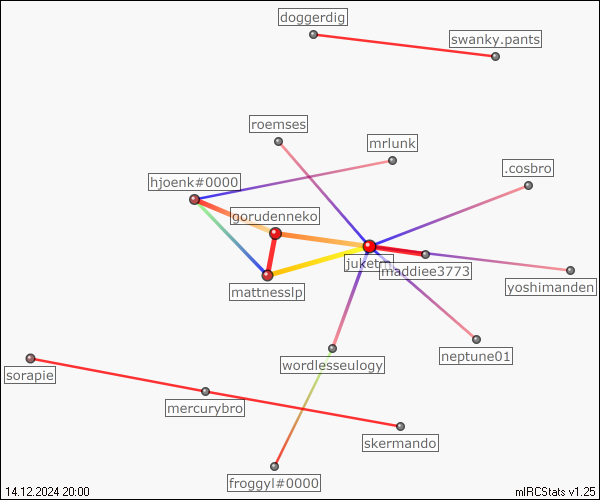 doggerdig
swanky.pants
roemses
mrlunk
.cosbro
hjoenk#0000
gorudenneko
maddiee3773
yoshimanden
mattnesslp
neptune01
wordlesseulogy
sorapie
mercurybro
skermando
froggyl#0000
14.12.2024 20:00
mIRCStats v1.25